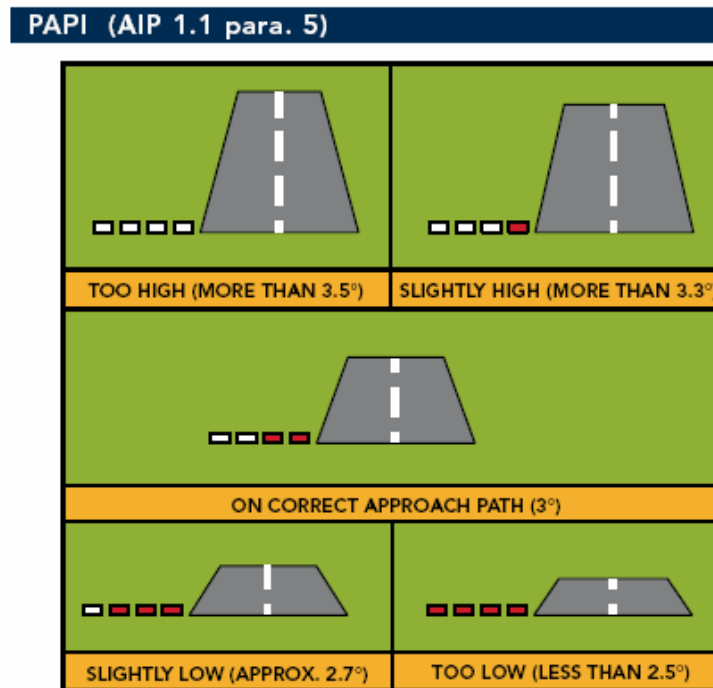 PAPI (AIP 1.1 para. 5)
TOO HIGH (MORE THAN 3.5°)
SLIGHTLY HIGH (MORE THAN 3.3°)
ON CORRECT APPROACH PATH (3°)
SLIGHTLY LOW (APPROX. 2.7°)
TOO LOW (LESS THAN 2.5°)